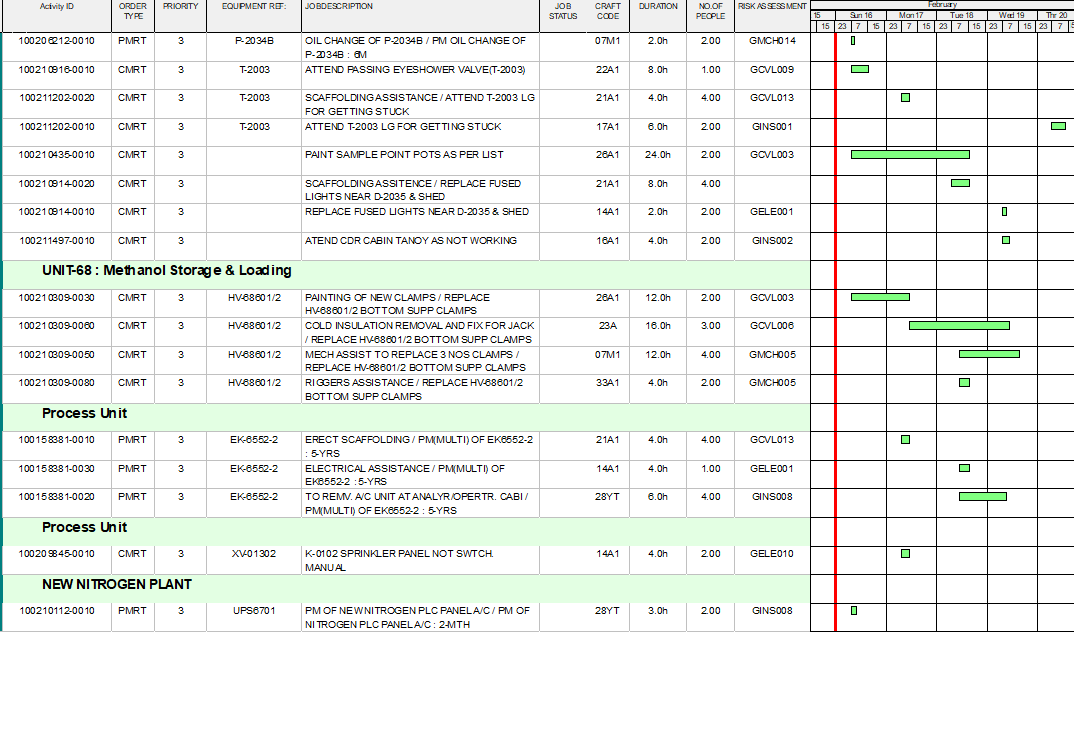 February
Activity ID ORDER TYPE PRIORITY EQUIPMENT REF: JOB DESCRIPTION JOB STATUS CRAFT CODE DURATION NO.OF PEOPLE RISK ASSESSMENT 15 Sun 16 Mon 17 Tue 18 Wed 19 Thr 20
15 23 7 15 23 7 15 23 7 15 23 7 15 23 7
100206212-0010 PMRT 3 P-2034B OIL CHANGE OF P-2034B / PM OIL CHANGE OF 07M1 2.0h 2.00 GMCH014
P-2034B : 6M
100210916-0010 CMRT 3 T-2003 ATTEND PASSING EYESHOWER VALVE(T-2003) 22A1 8.0h 1.00 GCVL009
100211202-0020 CMRT 3 T-2003 SCAFFOLDING ASSISTANCE / ATTEND T-2003 LG 21A1 4.0h 4.00 GCVL013
FOR GETTING STUCK
100211202-0010 CMRT 3 T-2003 ATTEND T-2003 LG FOR GETTING STUCK 17A1 6.0h 2.00 GINS001
100210435-0010 CMRT 3 PAINT SAMPLE POINT POTS AS PER LIST 26A1 24.0h 2.00 GCVL003
100210914-0020 CMRT 3 SCAFFOLDING ASSITENCE / REPLACE FUSED 21A1 8.0h 4.00
LIGHTS NEAR D-2035 & SHED
100210914-0010 CMRT 3 REPLACE FUSED LIGHTS NEAR D-2035 & SHED 14A1 2.0h 2.00 GELE001
100211497-0010 CMRT 3 ATEND CDR CABIN TANOY AS NOT WORKING 16A1 4.0h 2.00 GINS002
UNIT-68 : Methanol Storage & Loading
100210309-0030 CMRT 3 HV-68601/2 PAINTING OF NEW CLAMPS / REPLACE 26A1 12.0h 2.00 GCVL003
HV-68601/2 BOTTOM SUPP CLAMPS
100210309-0060 CMRT 3 HV-68601/2 COLD INSULATION REMOVAL AND FIX FOR JACK 23A 16.0h 3.00 GCVL006
/ REPLACE HV-68601/2 BOTTOM SUPP CLAMPS
100210309-0050 CMRT 3 HV-68601/2 MECH ASSIST TO REPLACE 3 NOS CLAMPS / 07M1 12.0h 4.00 GMCH005
REPLACE HV-68601/2 BOTTOM SUPP CLAMPS
100210309-0080 CMRT 3 HV-68601/2 RIGGERS ASSISTANCE / REPLACE HV-68601/2 33A1 4.0h 2.00 GMCH005
BOTTOM SUPP CLAMPS
Process Unit
100158381-0010 PMRT 3 EK-6552-2 ERECT SCAFFOLDING / PM(MULTI) OF EK6552-2 21A1 4.0h 4.00 GCVL013
: 5-YRS
100158381-0030 PMRT 3 EK-6552-2 ELECTRICAL ASSISTANCE / PM(MULTI) OF 14A1 4.0h 1.00 GELE001
EK6552-2 : 5-YRS
100158381-0020 PMRT 3 EK-6552-2 TO REMV. A/C UNIT AT ANALYR/OPERTR. CABI / 28YT 6.0h 4.00 GINS008
PM(MULTI) OF EK6552-2 : 5-YRS
Process Unit
100209845-0010 CMRT 3 XV-01302 K-0102 SPRINKLER PANEL NOT SWTCH. 14A1 4.0h 2.00 GELE010
MANUAL
NEW NITROGEN PLANT
100210112-0010 PMRT 3 UPS6701 PM OF NEW NITROGEN PLC PANEL A/C / PM OF 28YT 3.0h 2.00 GINS008
NITROGEN PLC PANEL A/C : 2-MTH